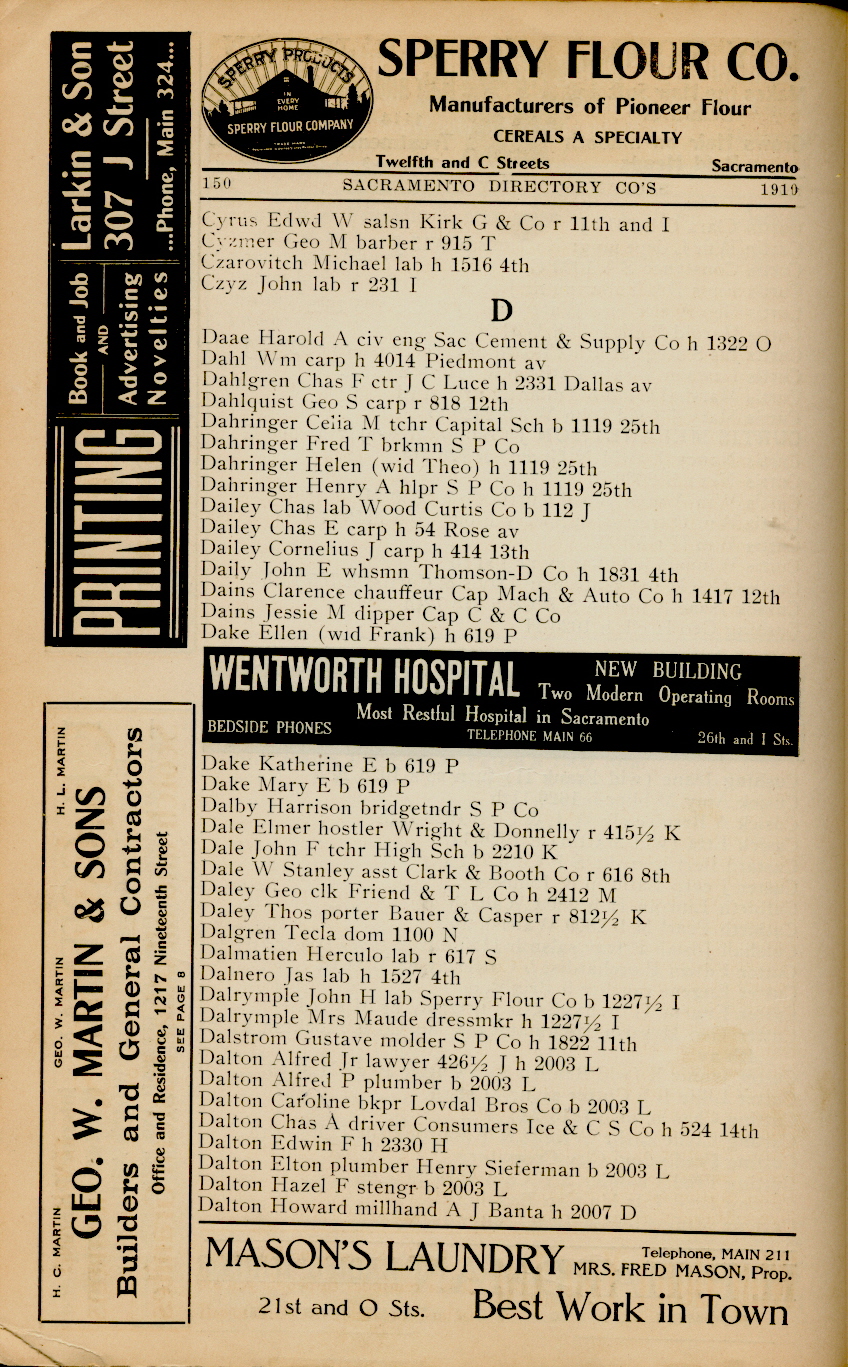 SPERRY PRODUCTS
IN
EVERY
HOME
SPERRY FLOUR COMPANY
SPERRY FLOUR CO.
Manufacturers of Pioneer Flour
CEREALS A SPECIALTY
Twelfth and C Streets Sacramento
150 SACRAMENTO DIRECTORY CO'S 1919
Cyrus Edwd W salsn Kirk G & Co r 11th and I
Cyzmer Geo M barber r 915 T
Czarovitch Michael lab h 1516 4th
Czyz John lab r 231 I
D
Daae Harold A civ eng Sac Cement & Supply Co h 1322 O
Dahl Wm carp h 4014 Piedmont av
Dahlgren Chas F ctr J C Luce h 2331 Dallas av
Dahlquist Geo S carp r 818 12th
Dahringer Celia M tchr Capital Sch b 1119 25th
Dahringer Fred T brkmn S P Co
Dahringer Helen (wid Theo) h 1119 25th
Dahringer Henry A hlpr S P Co h 1119 25th
Dailey Chas lab Wood Curtis Co b 112 J
Dailey Chas E carp h 54 Rose av
Dailey Cornelius J carp h 414 13th
Daily John E whsmn Thomson-D Co h 1831 4th
Dains Clarence chauffeur Cap Mach & Auto Co h 1417 12th
Dains Jessie M dipper Cap C & C Co
Dake Ellen (wid Frank) h 619 P
WENTWORTH HOSPITAL
NEW BUILDING
Two Modern Operating Rooms
Most Restful Hospital in Sacramento
BEDSIDE PHONES TELEPHONE MAIN 66 26th and I Sts.
Dake Katherine E b 619 P
Dake Mary E b 619 P
Dalby Harrison bridgetndr S P Co
Dale Elmer hostler Wright & Donnelly r 415½ K
Dale John F tchr High Sch b 2210 K
Dale W Stanley asst Clark & Booth Co r 616 8th
Daley Geo clk Friend & T L Co h 2412 M
Daley Thos porter Bauer & Casper r 812½ K
Dalgren Tecla dom 1100 N
Dalmatien Herculo lab r 617 S
Dalnero Jas lab h 1527 4th
Dalrymple John H lab Sperry Flour Co b 1227½ I
Dalrymple Mrs Maude dressmkr h 1227½ I
Dalstrom Gustave molder S P Co h 1822 11th
Dalton Alfred Jr lawyer 426½ J h 2003 L
Dalton Alfred P plumber b 2003 L
Dalton Caroline bkpr Lovdal Bros Co b 2003 L
Dalton Chas A driver Consumers Ice & C S Co h 524 14th
Dalton Edwin F h 2330 H
Dalton Elton plumber Henry Sieferman b 2003 L
Dalton Hazel F stengr b 2003 L
Dalton Howard millhand A J Banta h 2007 D
MASON'S LAUNDRY
Telephone, MAIN 211
MRS. FRED MASON, Prop.
21st and O Sts. Best Work in Town
PRINTING
Book and Job
AND
Advertising
Novelties
Larkin & Son
307 J Street
...Phone, Main 324...
H. C. MARTIN GEO. W. MARTIN H. L. MARTIN
GEO. W. MARTIN & SONS
Builders and General Contractors
Office and Residence, 1217 Nineteenth Street
SEE PAGE 8